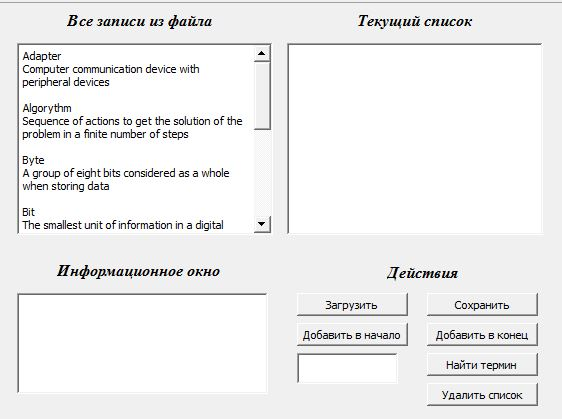 Все записи из файла
Текущий список
Adapter
Computer communication device with
peripheral devices
Algorythm
Sequence of actions to get the solution of the
problem in a finite number of steps
Byte
A group of eight bits considered as a whole
when storing data
Bit
The smallest unit of information in a digital
Информационное окно
Действия
Загрузить
Сохранить
Добавить в начало
Добавить в конец
Найти термин
Удалить список